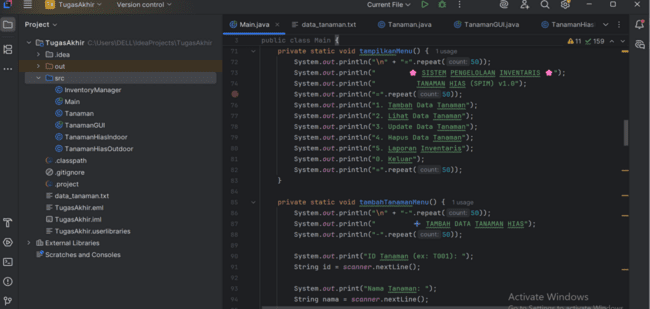 TugasAkhir
Version control
Current File
Project
Main.java
data_tanaman.txt
Tanaman.java
TanamanGUI.java
TanamanHias
TugasAkhir C:\Users\DELL\IdeaProjects\TugasAkhir
.idea
out
src
InventoryManager
Main
Tanaman
TanamanGUI
TanamanHiasIndoor
TanamanHiasOutdoor
.classpath
.gitignore
.project
data_tanaman.txt
TugasAkhir.eml
TugasAkhir.iml
TugasAkhir.userlibraries
External Libraries
Scratches and Consoles
11 159
3 public class Main {
71 private static void tampilkanMenu() { 1 usage
72 System.out.println("\n" + "=".repeat( count: 50));
73 System.out.println(" 🌸 SISTEM PENGELOLAAN INVENTARIS 🌸");
74 System.out.println(" TANAMAN HIAS (SPIM) v1.0");
System.out.println("=".repeat( count: 50));
76 System.out.println("1. Tambah Data Tanaman");
77 System.out.println("2. Lihat Data Tanaman");
78 System.out.println("3. Update Data Tanaman");
79 System.out.println("4. Hapus Data Tanaman");
80 System.out.println("5. Laporan Inventaris");
81 System.out.println("0. Keluar");
82 System.out.println("=".repeat( count: 50));
83 }
84
85 private static void tambahTanamanMenu() { 1 usage
86 System.out.println("\n" + "-".repeat( count: 50));
87 System.out.println(" ➕ TAMBAH DATA TANAMAN HIAS");
88 System.out.println("-".repeat( count: 50));
89
90 System.out.print("ID Tanaman (ex: T001): ");
91 String id = scanner.nextLine();
92
93 System.out.print("Nama Tanaman: ");
94 String nama = scanner.nextLine();
Activate Windows
Go to Settings to activate Windows.